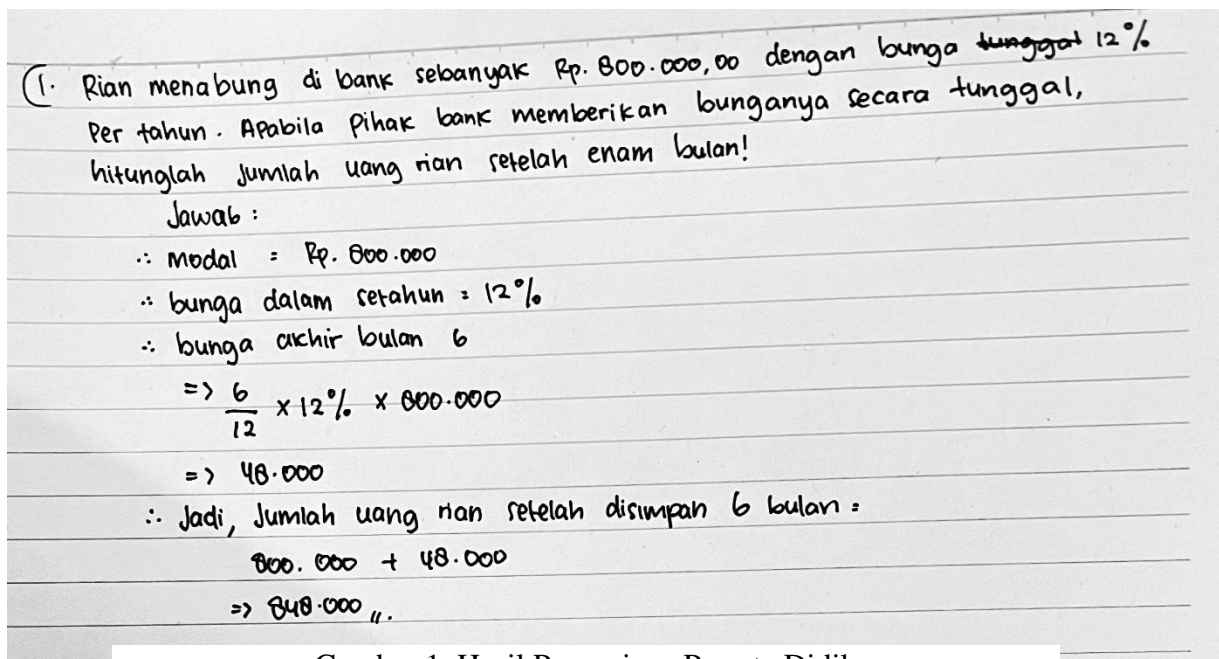 1. Rian menabung di bank sebanyak Rp. 800.000,00 dengan bunga tunggal 12%
Per tahun. Apabila Pihak bank memberikan bunganya secara tunggal,
hitunglah Jumlah uang rian setelah enam bulan!
Jawab :
∴ modal = Rp. 800.000
∴ bunga dalam setahun = 12%
∴ bunga akhir bulan 6
=> 6/12 x 12% x 800.000
=> 48.000
∴ Jadi, Jumlah uang rian setelah disimpan 6 bulan =
800.000 + 48.000
=> 848.000 ,,.